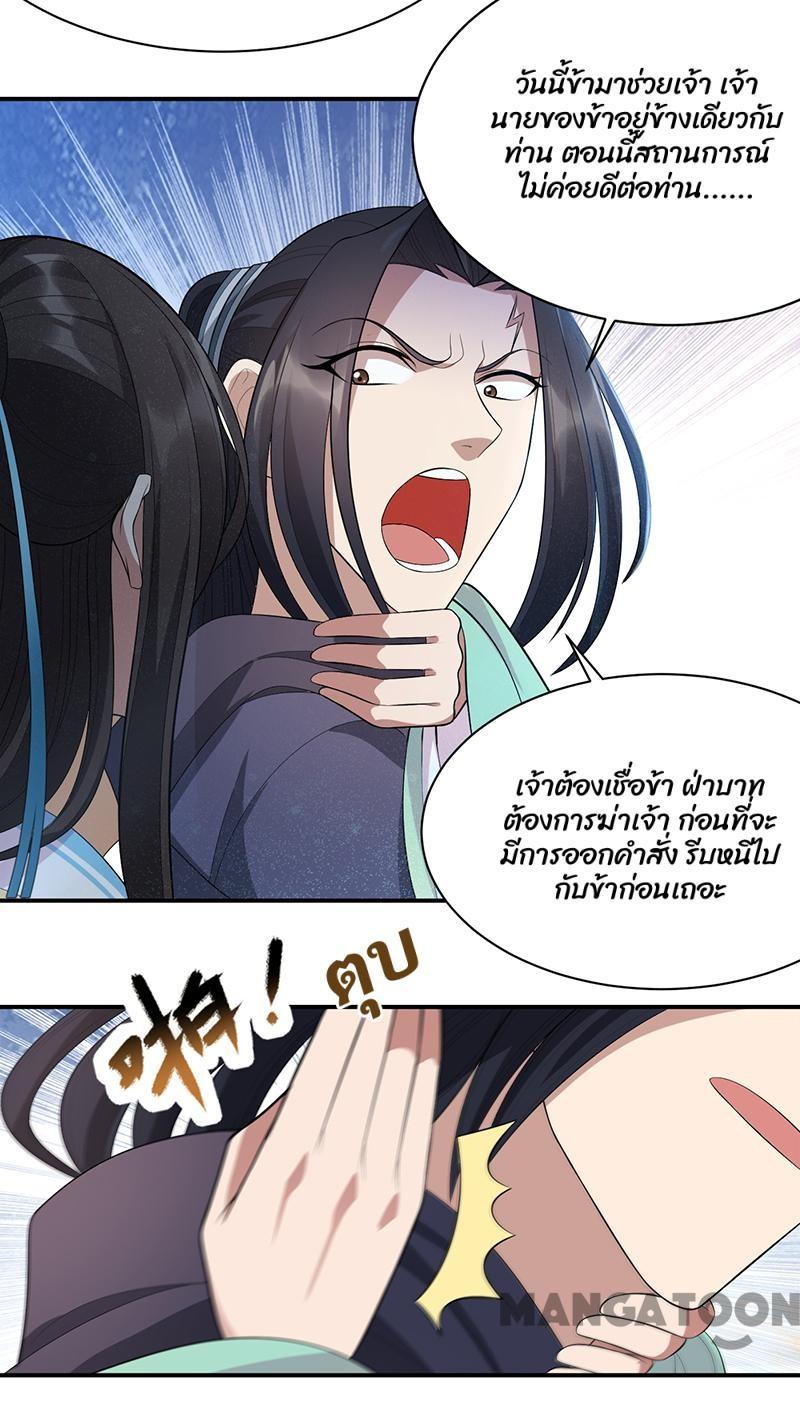 วันนี้ข้ามาช่วยเจ้า เจ้า
นายของข้าอยู่ข้างเดียวกับ
ท่าน ตอนนี้สถานการณ์
ไม่ค่อยดีต่อท่าน......
เจ้าต้องเชื่อข้า ฝ่าบาท
ต้องการฆ่าเจ้า ก่อนที่จะ
มีการออกคำสั่ง รีบหนีไป
กับข้าก่อนเถอะ
啪! ตุบ
MANGATOON